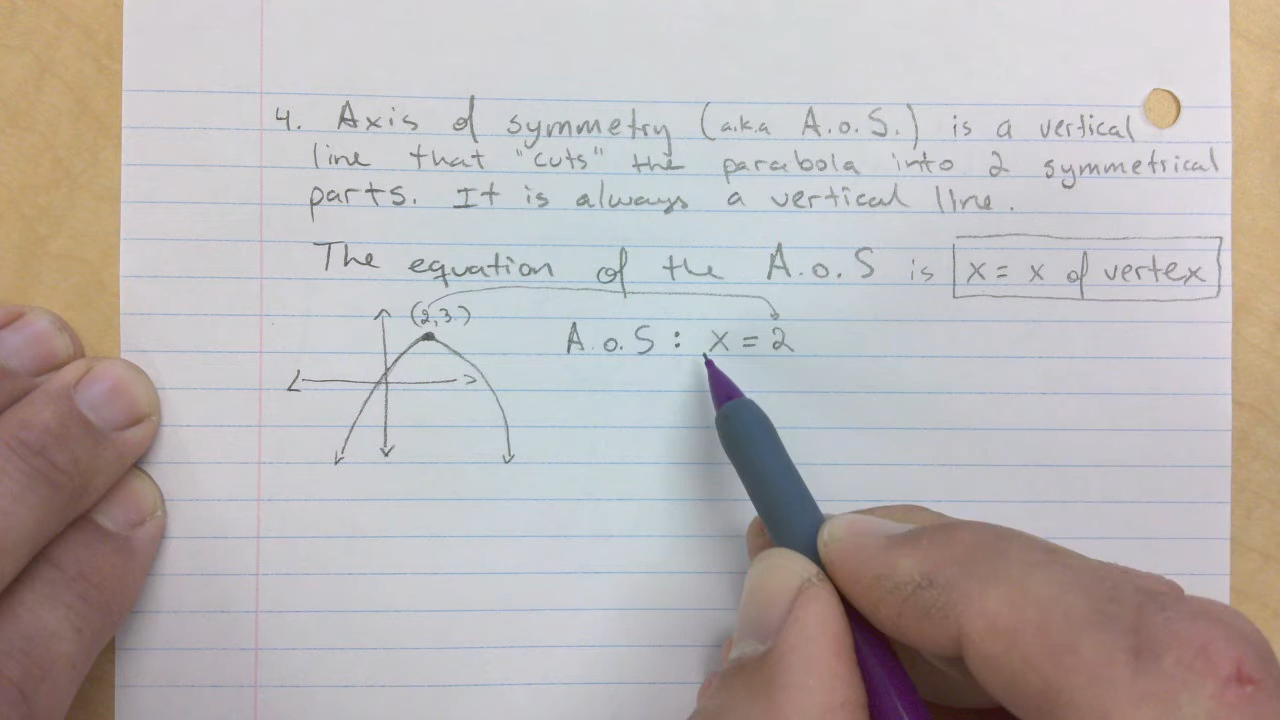 4. Axis of symmetry (a.k.a A.o.S.) is a vertical
line that "cuts" the parabola into 2 symmetrical
parts. It is always a vertical line.
The equation of the A.o.S is x = x of vertex
(2,3)
A.o.S : x = 2